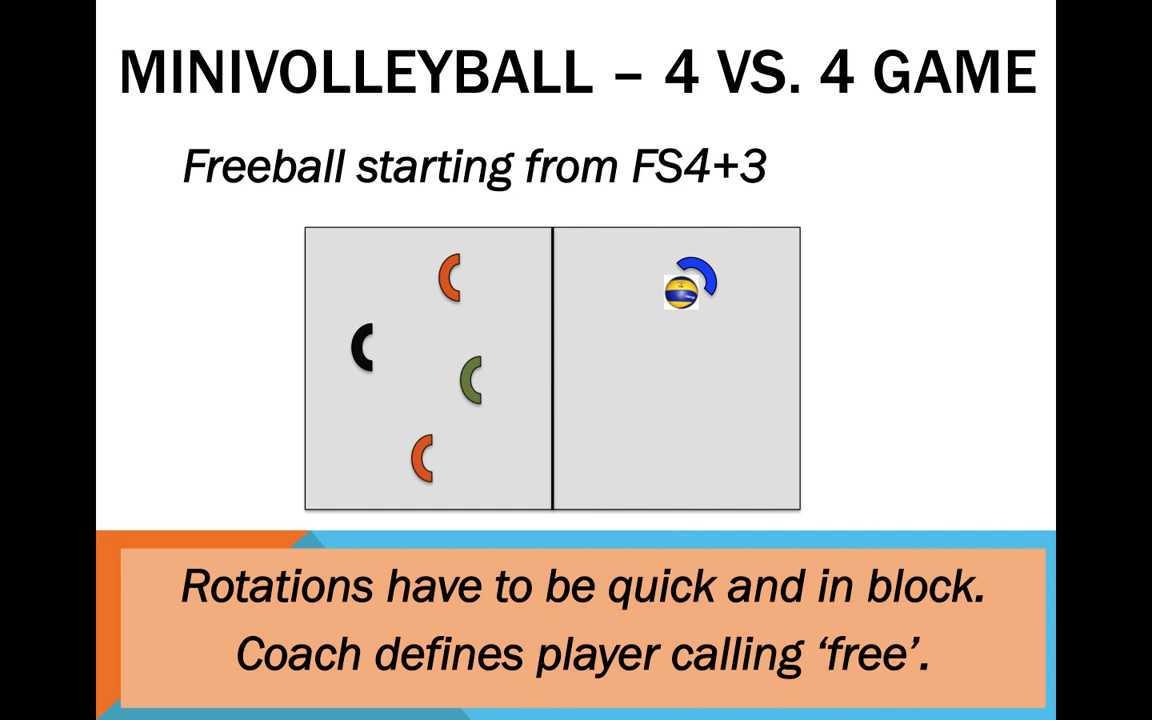 MINIVOLLEYBALL – 4 VS. 4 GAME
Freeball starting from FS4+3
Rotations have to be quick and in block.
Coach defines player calling ‘free’.